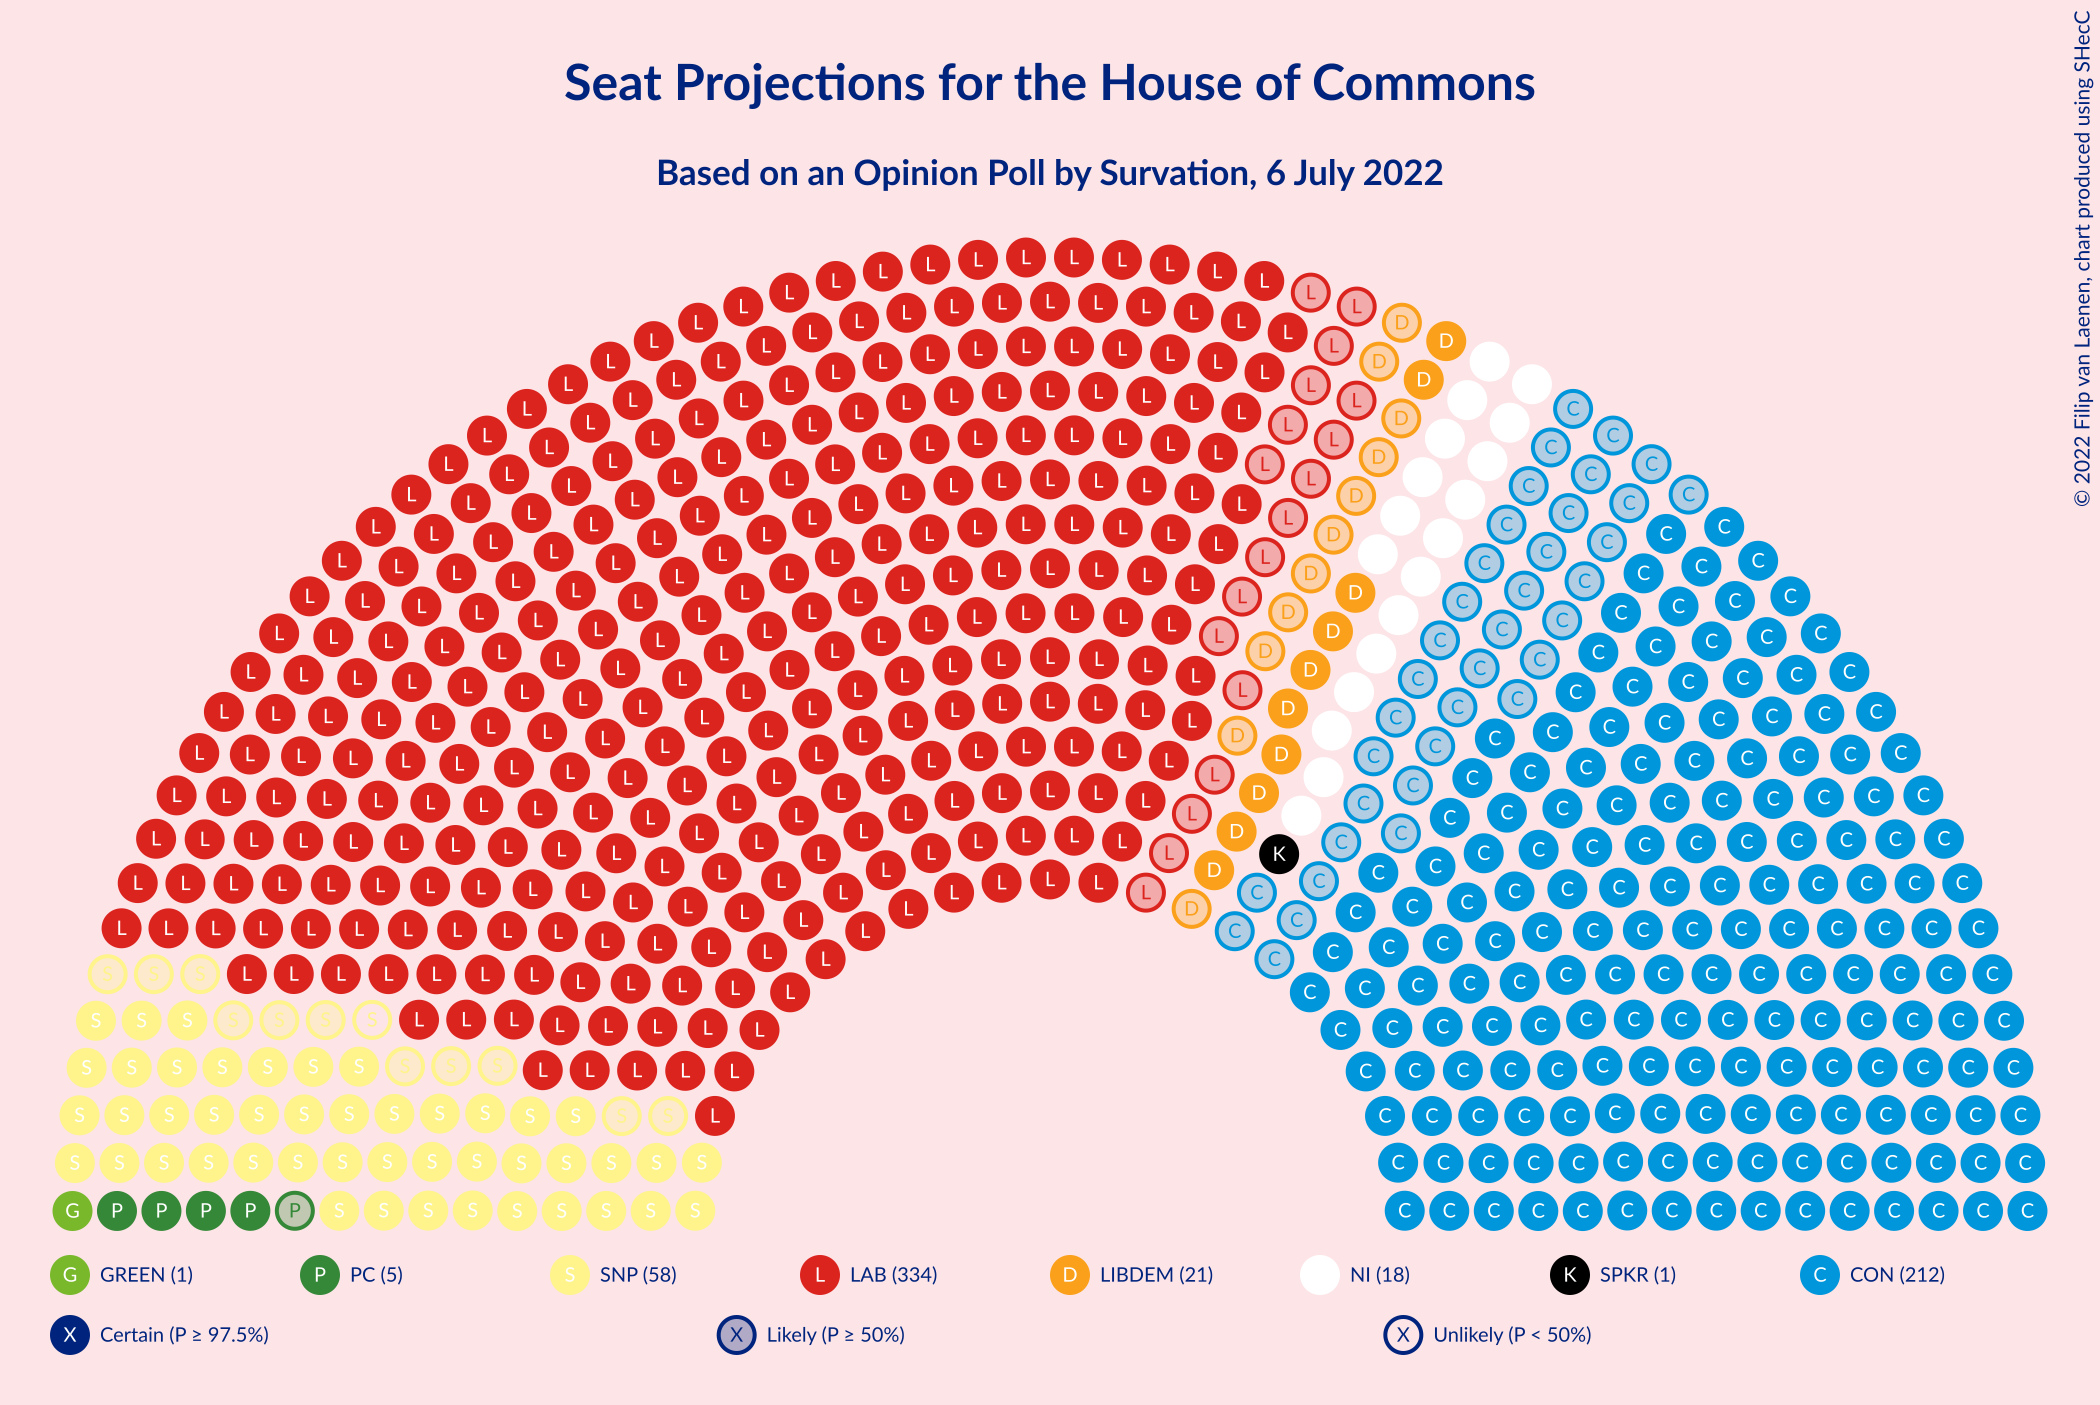 Seat Projections for the House of Commons
Based on an Opinion Poll by Survation, 6 July 2022
© 2022 Filip van Laenen, chart produced using SHecC
G GREEN (1) P PC (5) S SNP (58) L LAB (334) D LIBDEM (21) NI (18) K SPKR (1) C CON (212)
X Certain (P ≥ 97.5%) X Likely (P ≥ 50%) X Unlikely (P < 50%)